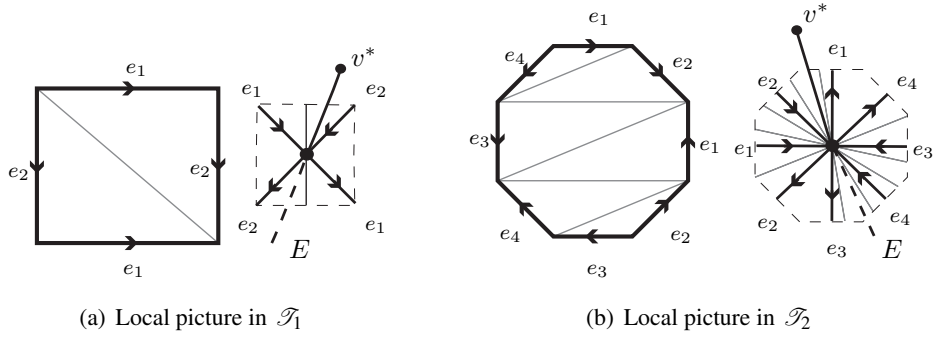 e₁
e₂
e₂
e₁
e₁
v*
e₂
e₂
E
e₁
e₁
e₄
e₂
e₃
e₁
e₄
e₂
e₃
v*
e₁
e₂
e₄
e₁
e₃
e₂
e₄
e₃
E
(a) Local picture in 𝒯₁
(b) Local picture in 𝒯₂